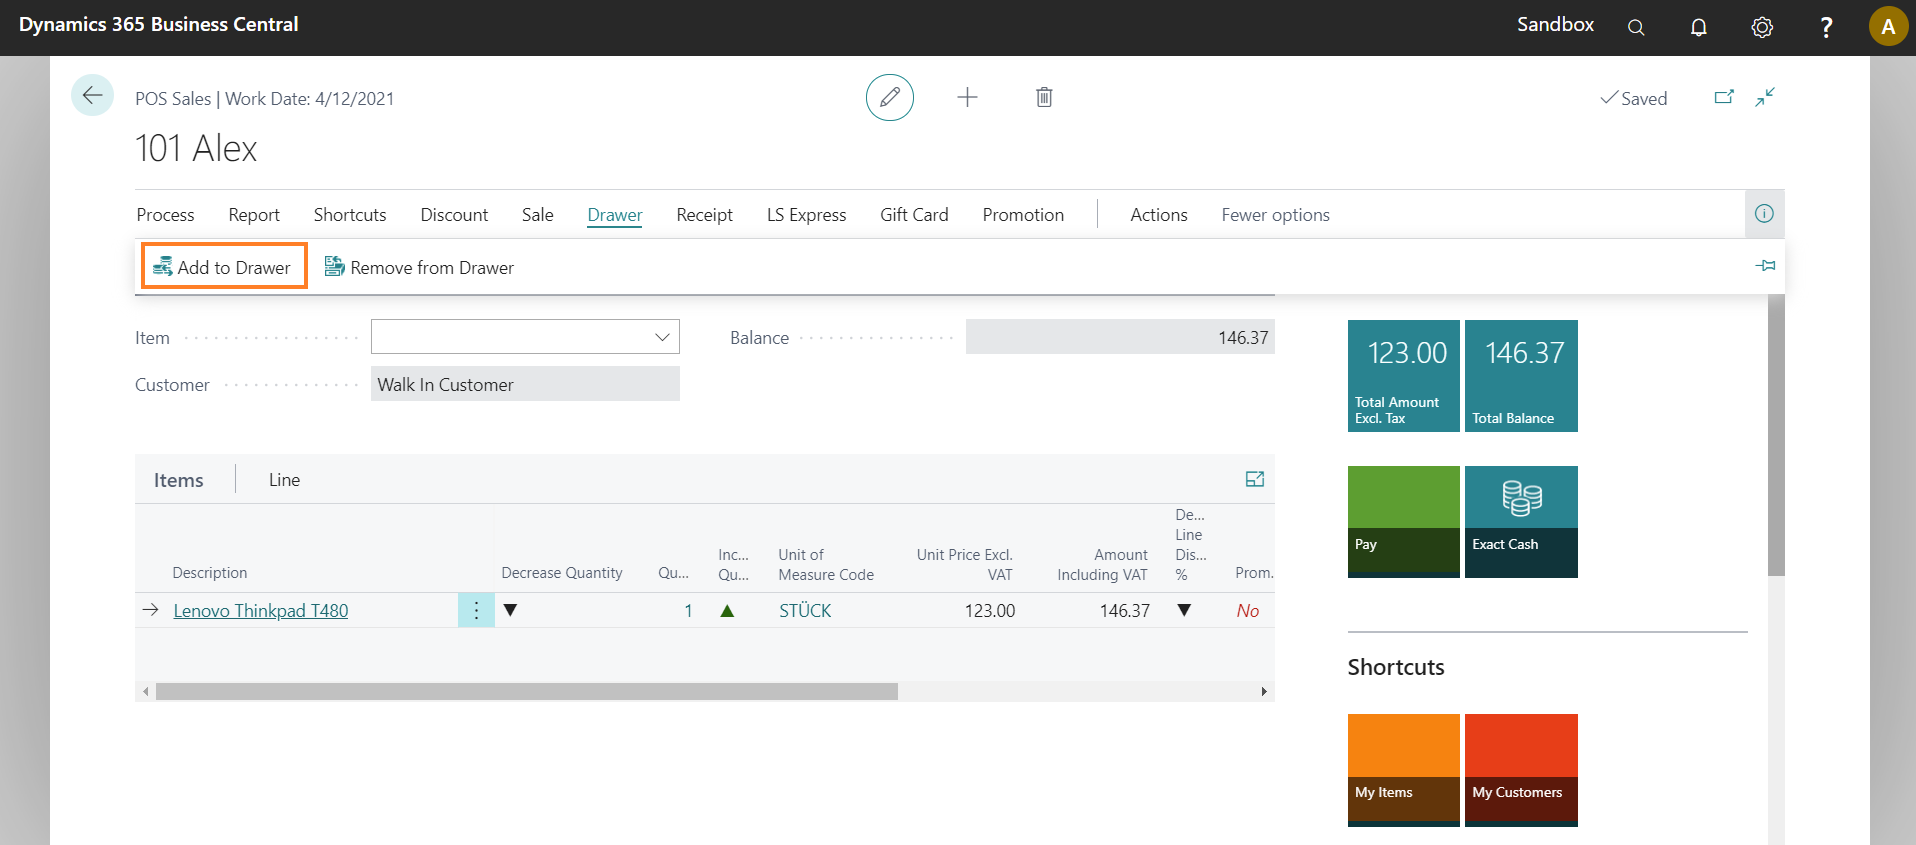 Dynamics 365 Business Central
Sandbox
?
A
POS Sales | Work Date: 4/12/2021
Saved
101 Alex
Process Report Shortcuts Discount Sale Drawer Receipt LS Express Gift Card Promotion Actions Fewer options
Add to Drawer Remove from Drawer
Item
Balance 146.37
Customer Walk In Customer
123.00
Total Amount
Excl. Tax
146.37
Total Balance
Pay
Exact Cash
Items Line
Description
Decrease Quantity
Qu...
Inc...
Qu...
Unit of
Measure Code
Unit Price Excl.
VAT
Amount
Including VAT
De...
Line
Dis...
%
Prom.
Lenovo Thinkpad T480 1 STÜCK 123.00 146.37 No
Shortcuts
My Items
My Customers